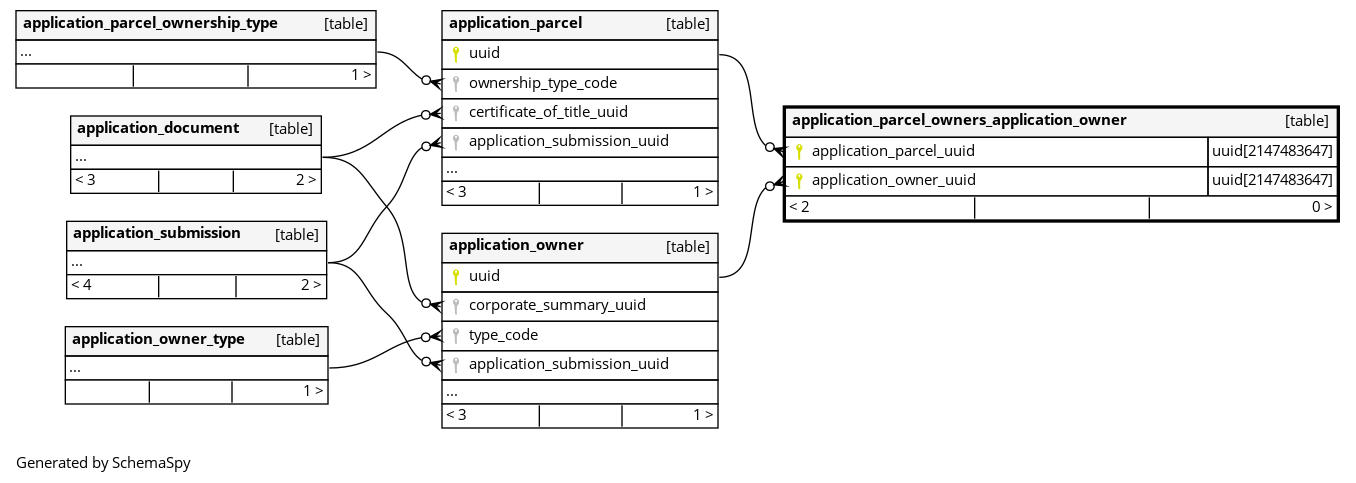 application_parcel_ownership_type [table]
...
1 >
application_document [table]
...
< 3 2 >
application_submission [table]
...
< 4 2 >
application_owner_type [table]
...
1 >
application_parcel [table]
uuid
ownership_type_code
certificate_of_title_uuid
application_submission_uuid
...
< 3 1 >
application_owner [table]
uuid
corporate_summary_uuid
type_code
application_submission_uuid
...
< 3 1 >
application_parcel_owners_application_owner [table]
application_parcel_uuid uuid[2147483647]
application_owner_uuid uuid[2147483647]
< 2 0 >
Generated by SchemaSpy